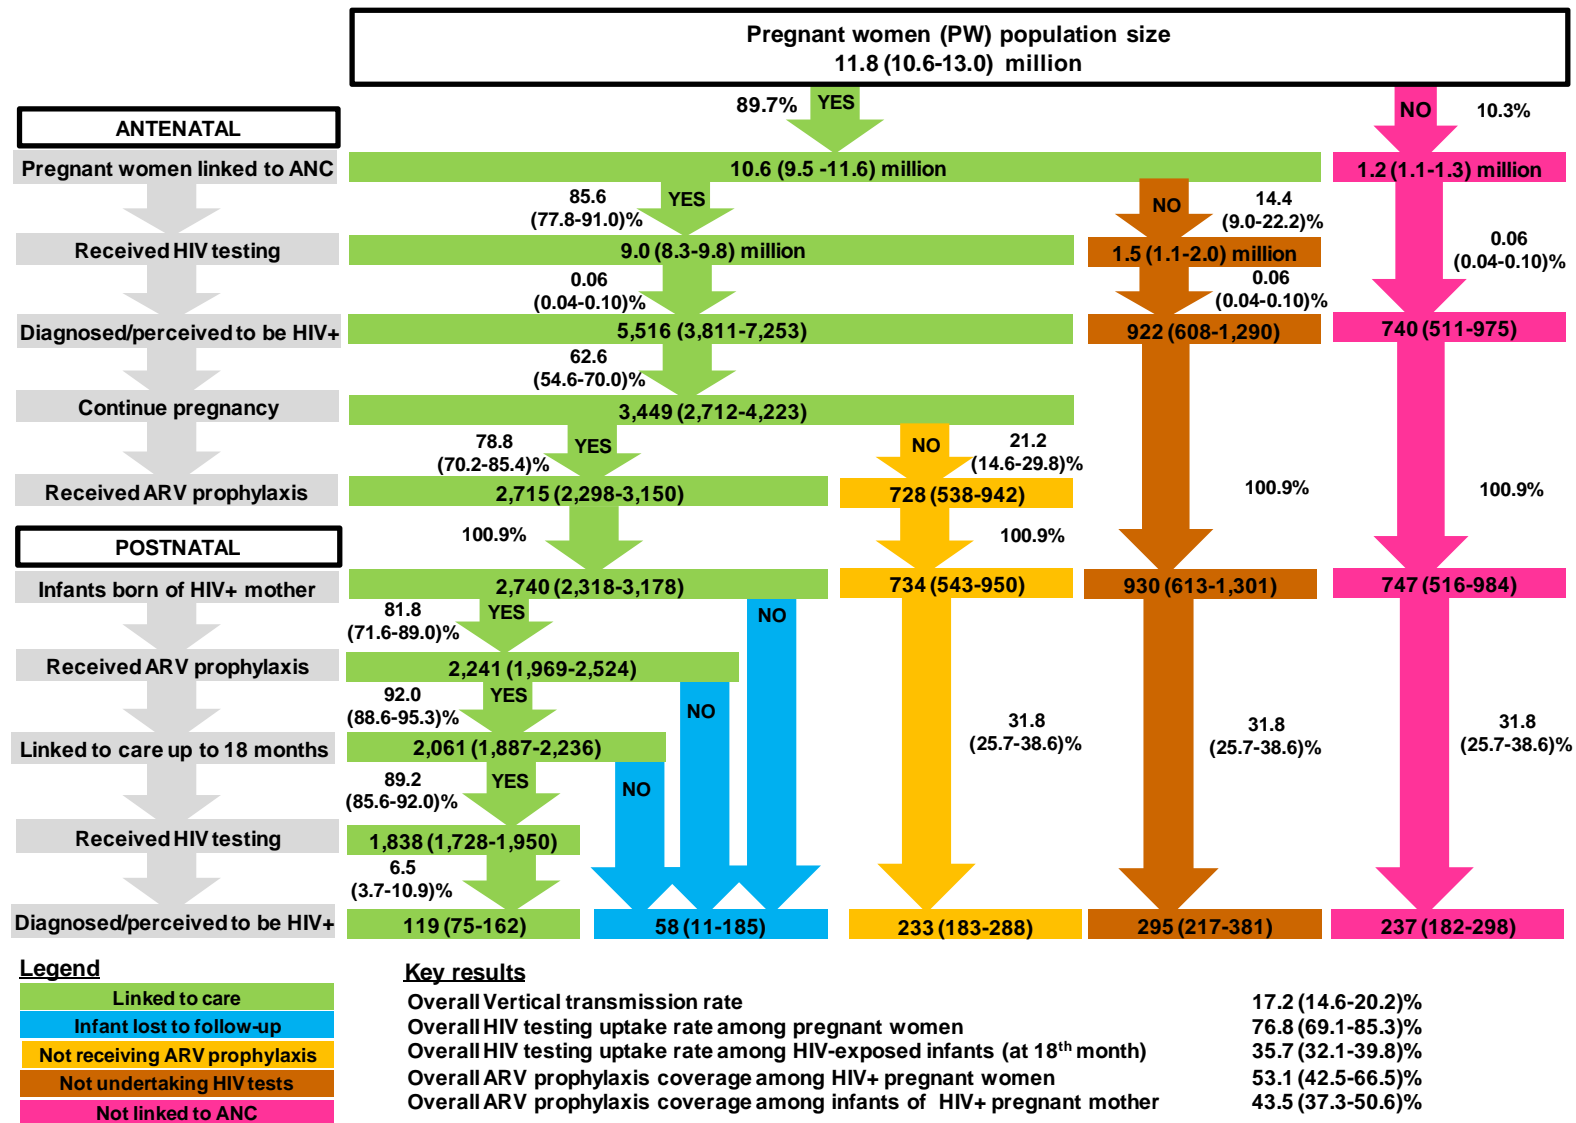 Pregnant women (PW) population size
11.8 (10.6-13.0) million
89.7%
YES
NO
10.3%
ANTENATAL
Pregnant women linked to ANC
10.6 (9.5 -11.6) million
1.2 (1.1-1.3) million
85.6
(77.8-91.0)%
YES
NO
14.4
(9.0-22.2)%
Received HIV testing
9.0 (8.3-9.8) million
1.5 (1.1-2.0) million
0.06
(0.04-0.10)%
0.06
(0.04-0.10)%
0.06
(0.04-0.10)%
Diagnosed/perceived to be HIV+
5,516 (3,811-7,253)
922 (608-1,290)
740 (511-975)
62.6
(54.6-70.0)%
Continue pregnancy
3,449 (2,712-4,223)
78.8
(70.2-85.4)%
YES
NO
21.2
(14.6-29.8)%
Received ARV prophylaxis
2,715 (2,298-3,150)
728 (538-942)
100.9%
100.9%
100.9%
100.9%
POSTNATAL
Infants born of HIV+ mother
2,740 (2,318-3,178)
734 (543-950)
930 (613-1,301)
747 (516-984)
81.8
(71.6-89.0)%
YES
NO
Received ARV prophylaxis
2,241 (1,969-2,524)
92.0
(88.6-95.3)%
YES
NO
31.8
(25.7-38.6)%
31.8
(25.7-38.6)%
31.8
(25.7-38.6)%
Linked to care up to 18 months
2,061 (1,887-2,236)
89.2
(85.6-92.0)%
YES
NO
Received HIV testing
1,838 (1,728-1,950)
6.5
(3.7-10.9)%
Diagnosed/perceived to be HIV+
119 (75-162)
58 (11-185)
233 (183-288)
295 (217-381)
237 (182-298)
Legend
Linked to care
Infant lost to follow-up
Not receiving ARV prophylaxis
Not undertaking HIV tests
Not linked to ANC
Key results
Overall Vertical transmission rate 17.2 (14.6-20.2)%
Overall HIV testing uptake rate among pregnant women 76.8 (69.1-85.3)%
Overall HIV testing uptake rate among HIV-exposed infants (at 18th month) 35.7 (32.1-39.8)%
Overall ARV prophylaxis coverage among HIV+ pregnant women 53.1 (42.5-66.5)%
Overall ARV prophylaxis coverage among infants of HIV+ pregnant mother 43.5 (37.3-50.6)%